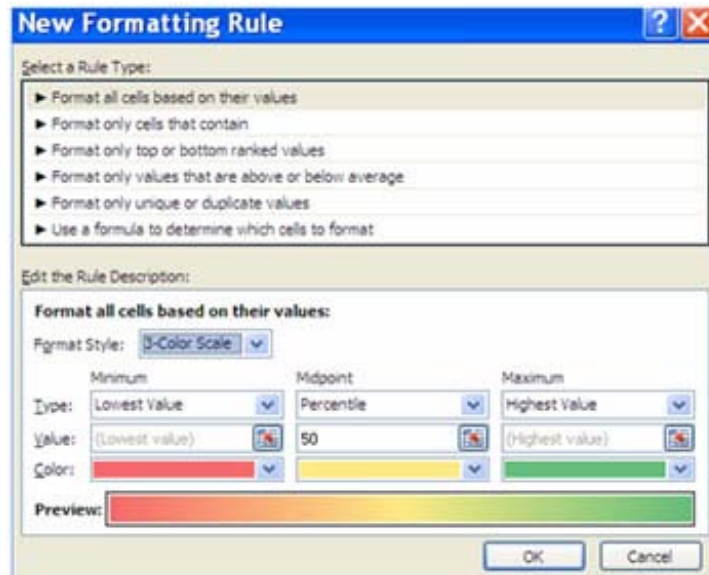 New Formatting Rule
Select a Rule Type:
► Format all cells based on their values
► Format only cells that contain
► Format only top or bottom ranked values
► Format only values that are above or below average
► Format only unique or duplicate values
► Use a formula to determine which cells to format
Edit the Rule Description:
Format all cells based on their values:
Format Style: 3-Color Scale
Minimum Midpoint Maximum
Type: Lowest Value Percentile Highest Value
Value: (Lowest value) 50 (Highest value)
Color:
Preview:
OK Cancel